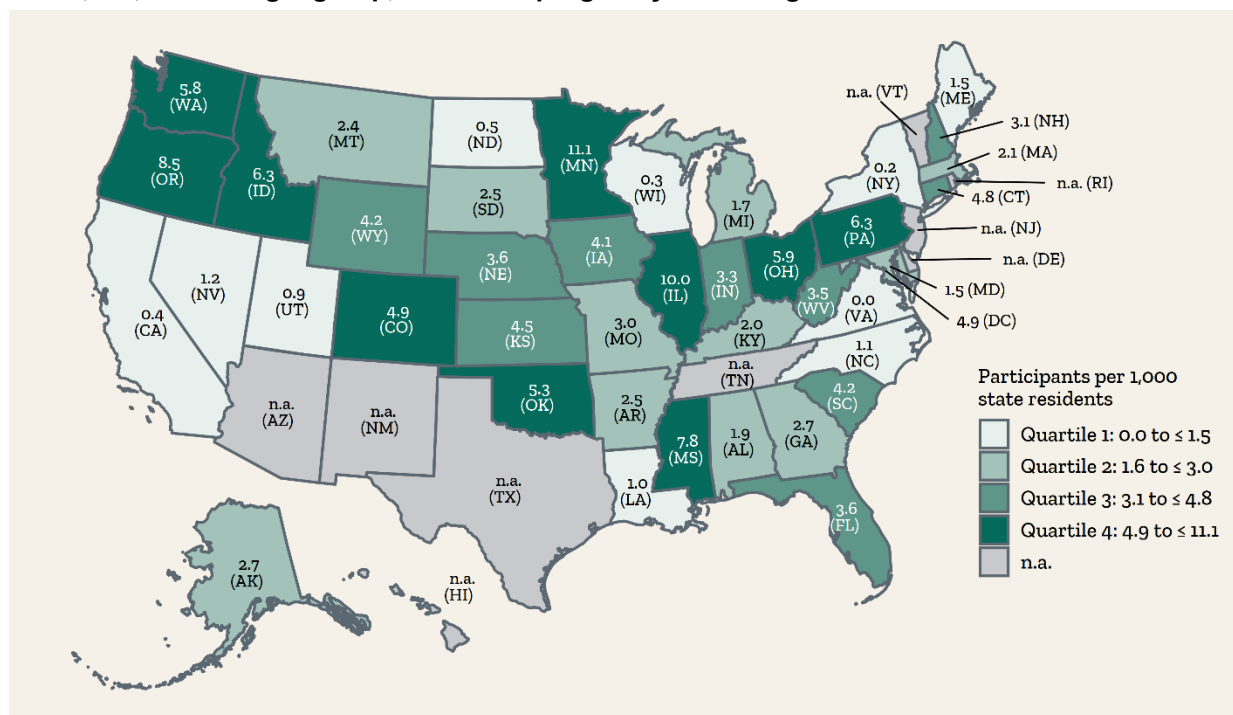 5.8
(WA)
8.5
(OR)
6.3
(ID)
2.4
(MT)
0.5
(ND)
11.1
(MN)
0.3
(WI)
1.7
(MI)
0.2
(NY)
1.5
(ME)
n.a. (VT)
3.1 (NH)
2.1 (MA)
n.a. (RI)
4.8 (CT)
n.a. (NJ)
n.a. (DE)
1.5 (MD)
4.9 (DC)
4.2
(WY)
2.5
(SD)
3.6
(NE)
4.1
(IA)
10.0
(IL)
3.3
(IN)
5.9
(OH)
6.3
(PA)
3.5
(WV)
0.0
(VA)
0.4
(CA)
1.2
(NV)
0.9
(UT)
4.9
(CO)
4.5
(KS)
3.0
(MO)
2.0
(KY)
1.1
(NC)
n.a.
(TN)
4.2
(SC)
n.a.
(AZ)
n.a.
(NM)
5.3
(OK)
2.5
(AR)
7.8
(MS)
1.9
(AL)
2.7
(GA)
n.a.
(TX)
1.0
(LA)
3.6
(FL)
2.7
(AK)
n.a.
(HI)
Participants per 1,000
state residents
Quartile 1: 0.0 to ≤ 1.5
Quartile 2: 1.6 to ≤ 3.0
Quartile 3: 3.1 to ≤ 4.8
Quartile 4: 4.9 to ≤ 11.1
n.a.